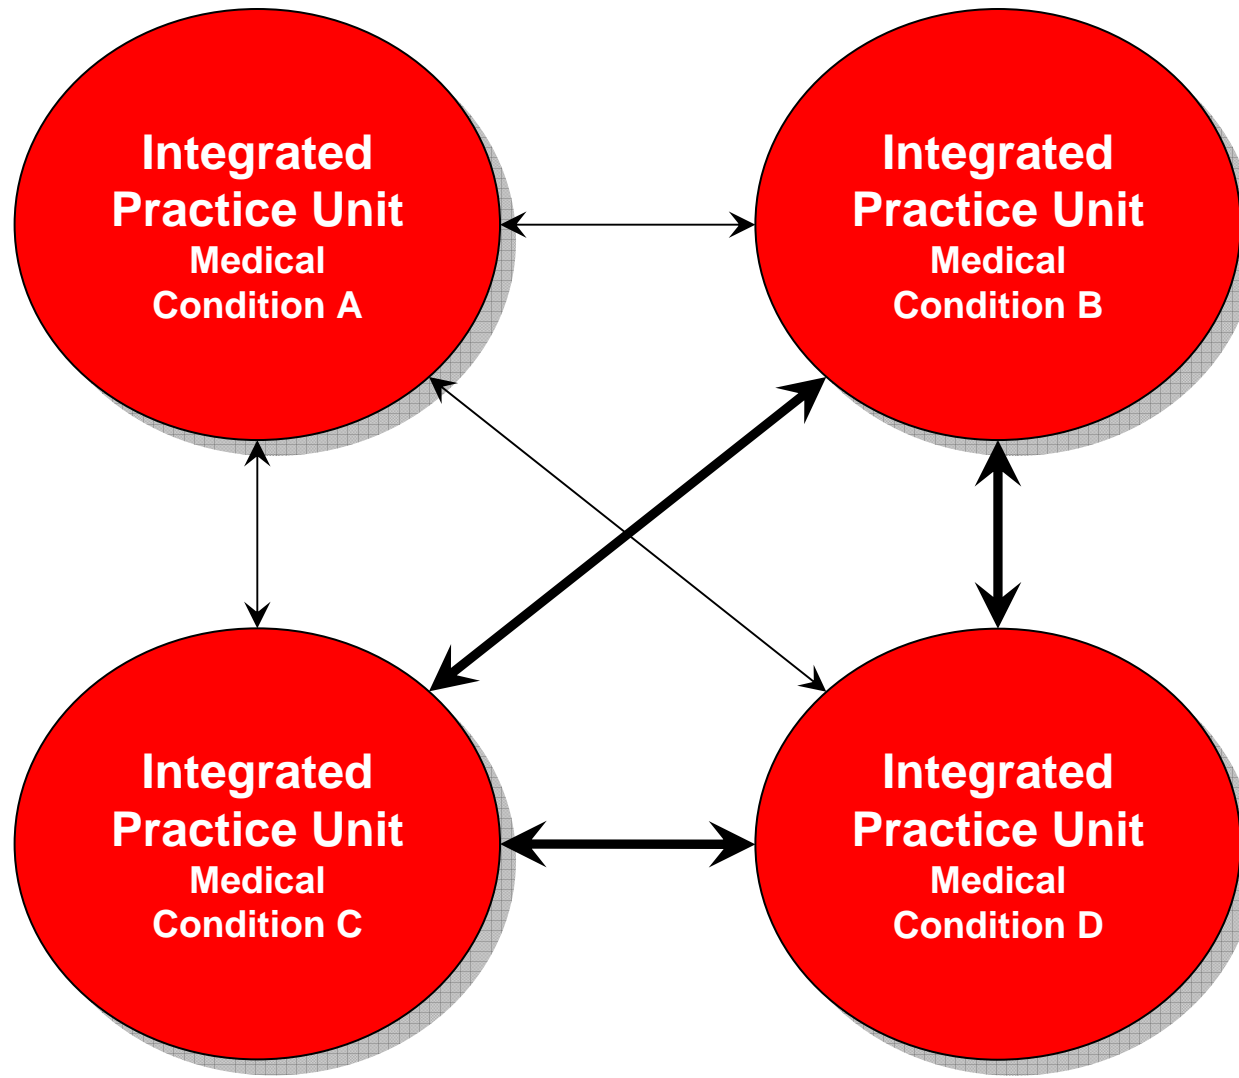 Integrated
Practice Unit
Medical
Condition A
Integrated
Practice Unit
Medical
Condition B
Integrated
Practice Unit
Medical
Condition C
Integrated
Practice Unit
Medical
Condition D